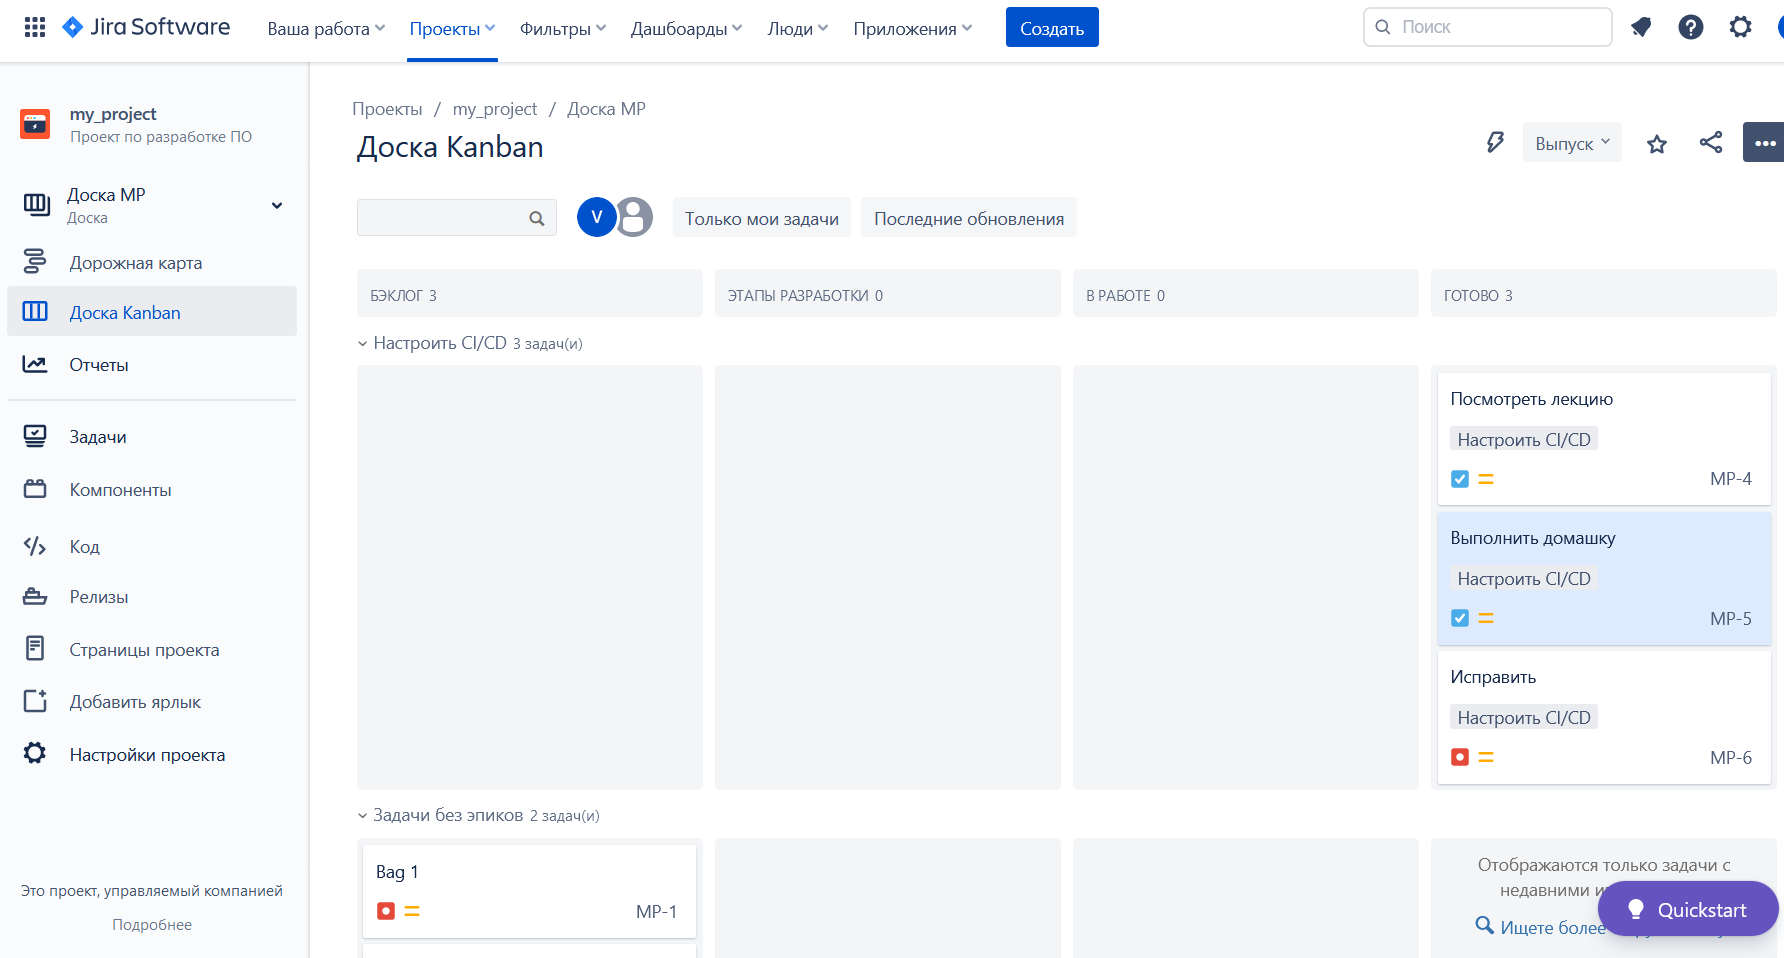 Jira Software
Ваша работа
Проекты
Фильтры
Дашбоарды
Люди
Приложения
Создать
Поиск
my_project
Проект по разработке ПО
Доска MP
Доска
Дорожная карта
Доска Kanban
Отчеты
Задачи
Компоненты
Код
Релизы
Страницы проекта
Добавить ярлык
Настройки проекта
Это проект, управляемый компанией
Подробнее
Проекты / my_project / Доска MP
Доска Kanban
Выпуск
V
Только мои задачи
Последние обновления
БЭКЛОГ 3
ЭТАПЫ РАЗРАБОТКИ 0
В РАБОТЕ 0
ГОТОВО 3
Настроить CI/CD 3 задач(и)
Посмотреть лекцию
Настроить CI/CD
MP-4
Выполнить домашку
Настроить CI/CD
MP-5
Исправить
Настроить CI/CD
MP-6
Задачи без эпиков 2 задач(и)
Bag 1
MP-1
Отображаются только задачи с
недавними
Ищете более
Quickstart